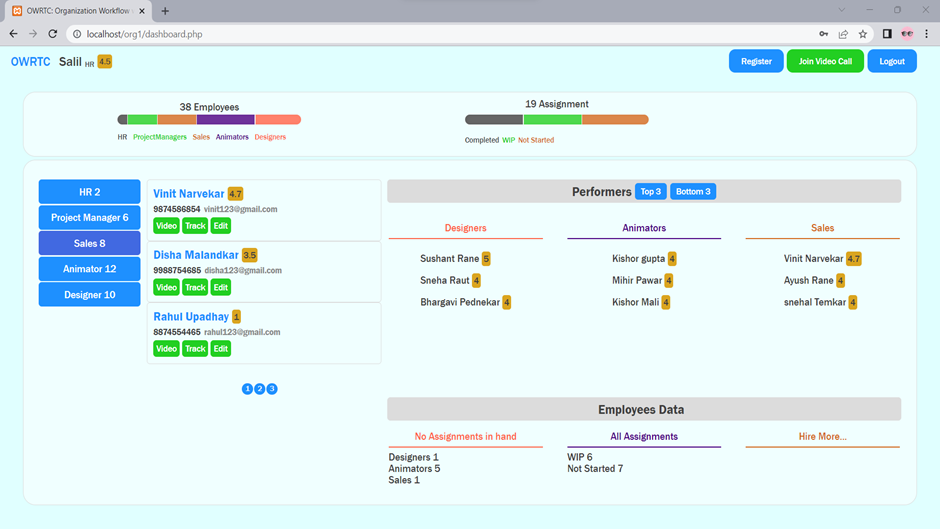 OWRTC: Organization Workflow
localhost/org1/dashboard.php
OWRTC Salil HR 4.5
Register Join Video Call Logout
38 Employees
HR ProjectManagers Sales Animators Designers
19 Assignment
Completed WIP Not Started
HR 2
Project Manager 6
Sales 8
Animator 12
Designer 10
Vinit Narvekar 4.7
9874586854 vinit123@gmail.com
Video Track Edit
Disha Malandkar 3.5
9988754685 disha123@gmail.com
Video Track Edit
Rahul Upadhay 1
8874554465 rahul123@gmail.com
Video Track Edit
1 2 3
Performers Top 3 Bottom 3
Designers
Sushant Rane 5
Sneha Raut 4
Bhargavi Pednekar 4
Animators
Kishor gupta 4
Mihir Pawar 4
Kishor Mali 4
Sales
Vinit Narvekar 4.7
Ayush Rane 4
snehal Temkar 4
Employees Data
No Assignments in hand
Designers 1
Animators 5
Sales 1
All Assignments
WIP 6
Not Started 7
Hire More...